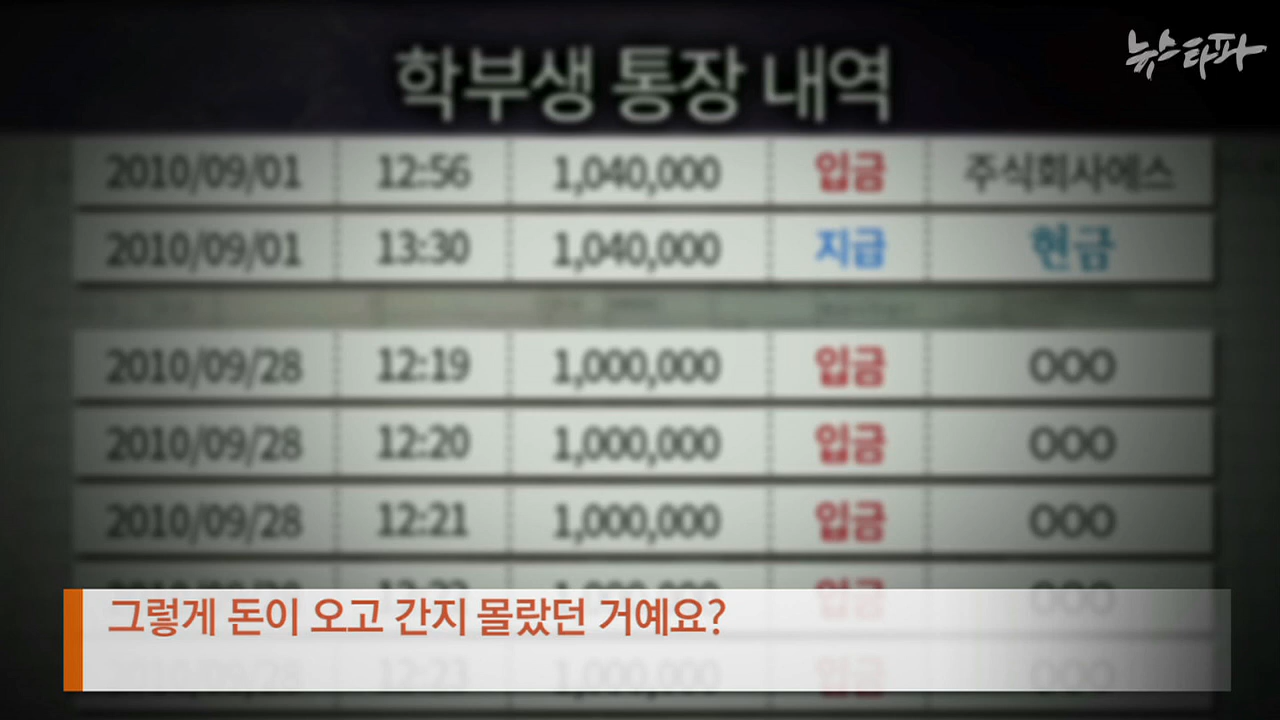 뉴스타파
학부생 통장 내역
2010/09/01 12:56 1,040,000 입금 주식회사에스
2010/09/01 13:30 1,040,000 지급 현금
2010/09/28 12:19 1,000,000 입금 OOO
2010/09/28 12:20 1,000,000 입금 OOO
2010/09/28 12:21 1,000,000 입금 OOO
그렇게 돈이 오고 간지 몰랐던 거예요?